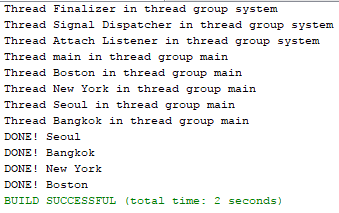 Thread Finalizer in thread group system
Thread Signal Dispatcher in thread group system
Thread Attach Listener in thread group system
Thread main in thread group main
Thread Boston in thread group main
Thread New York in thread group main
Thread Seoul in thread group main
Thread Bangkok in thread group main
DONE! Seoul
DONE! Bangkok
DONE! New York
DONE! Boston
BUILD SUCCESSFUL (total time: 2 seconds)